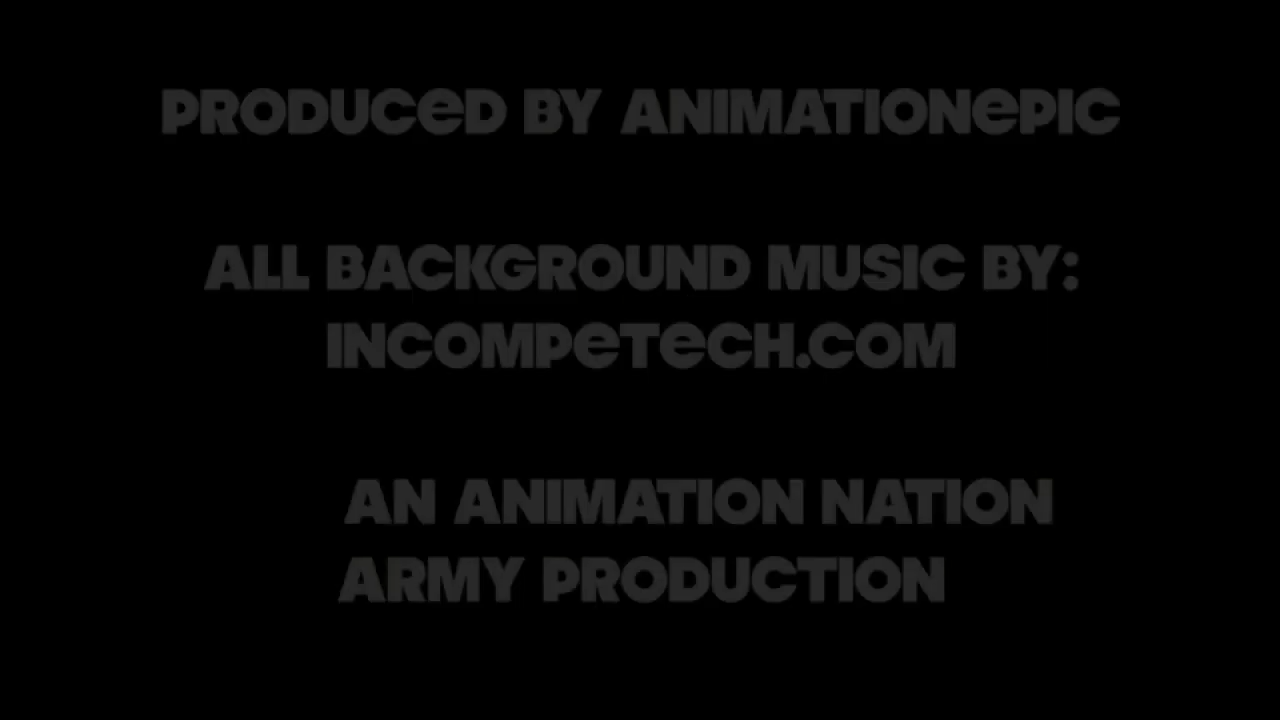 PRODUCeD BY ANIMATIONePIC
ALL BACKGROUND MUSIC BY:
INCOMPeTeCH.COM
AN ANIMATION NATION
ARMY PRODUCTION